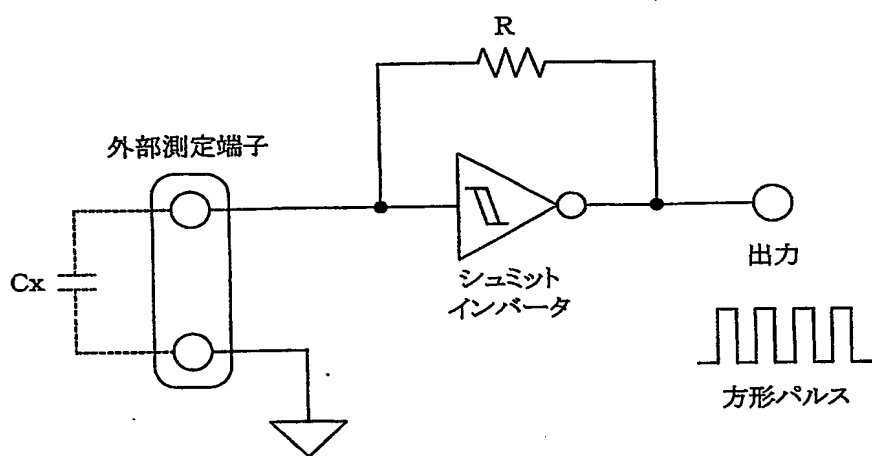 R
外部測定端子
Cx
シュミット
インバータ
出力
方形パルス